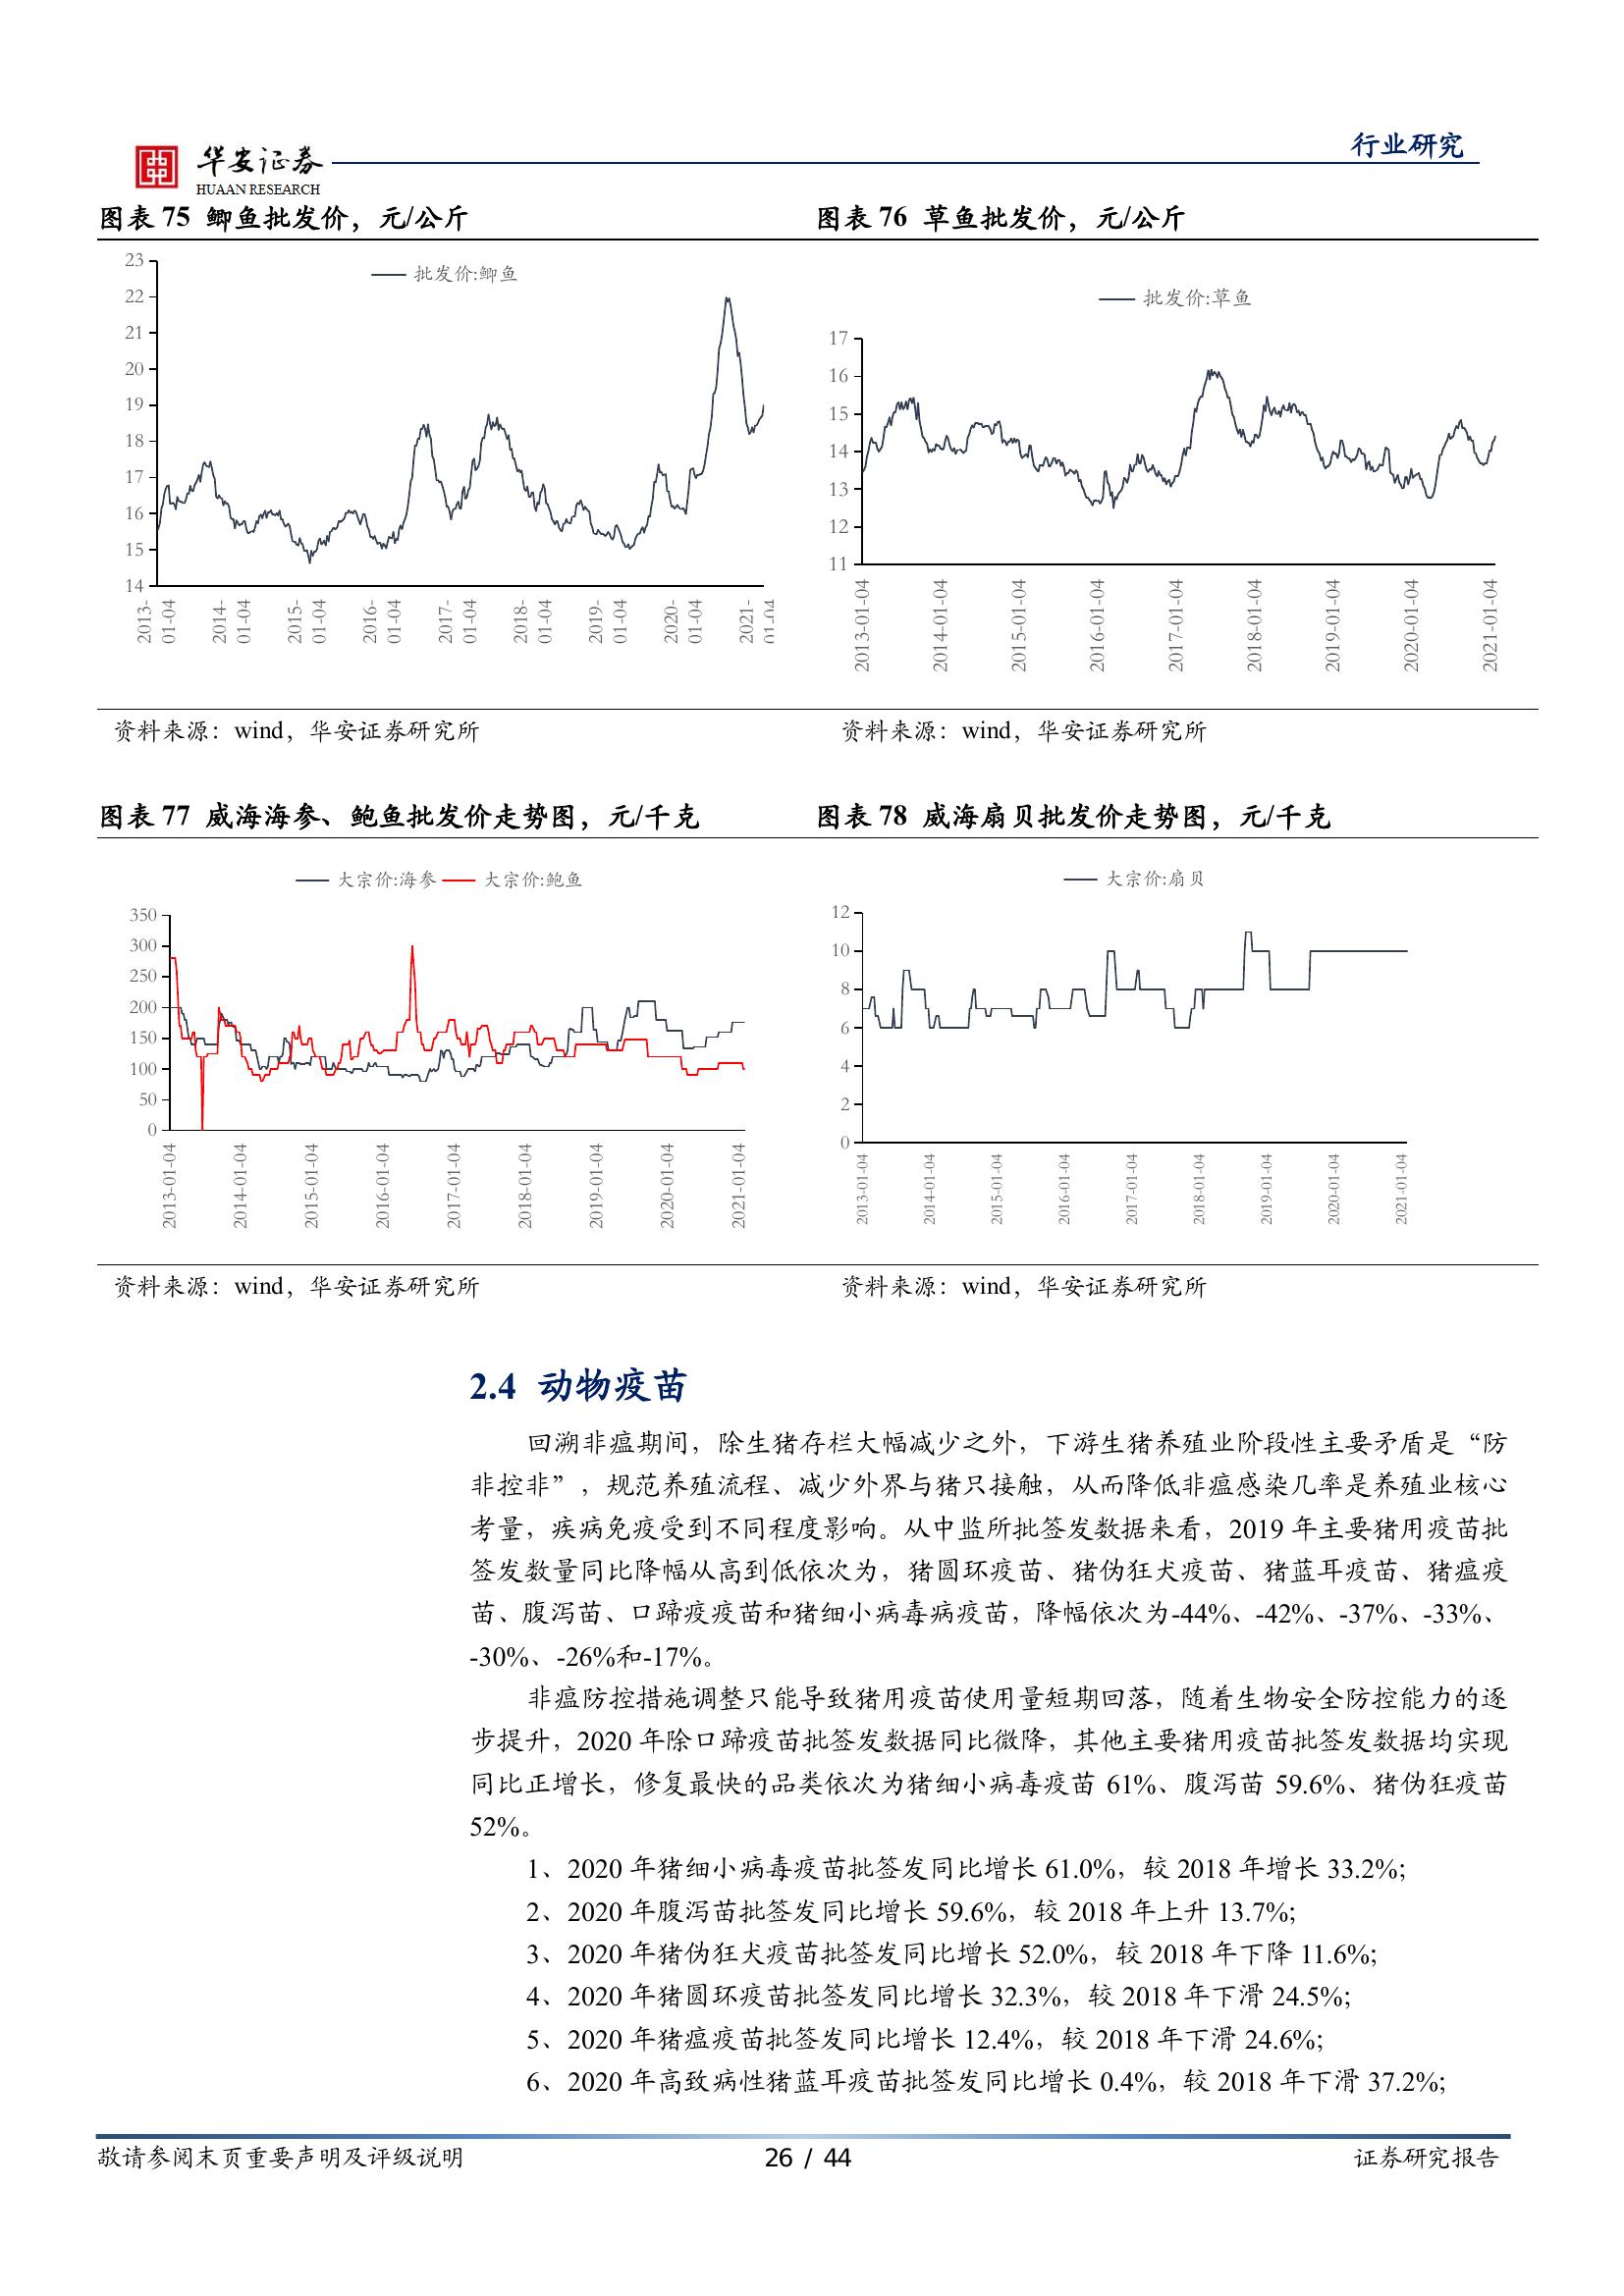 行业研究
华安证券
HUAAN RESEARCH
图表 75 鲫鱼批发价，元/公斤
批发价:鲫鱼
23
22
21
20
19
18
17
16
15
14
2013-01-04
2014-01-04
2015-01-04
2016-01-04
2017-01-04
2018-01-04
2019-01-04
2020-01-04
2021-01-04
资料来源：wind，华安证券研究所
图表 76 草鱼批发价，元/公斤
批发价:草鱼
17
16
15
14
13
12
11
2013-01-04
2014-01-04
2015-01-04
2016-01-04
2017-01-04
2018-01-04
2019-01-04
2020-01-04
2021-01-04
资料来源：wind，华安证券研究所
图表 77 威海海参、鲍鱼批发价走势图，元/千克
大宗价:海参 大宗价:鲍鱼
350
300
250
200
150
100
50
0
2013-01-04
2014-01-04
2015-01-04
2016-01-04
2017-01-04
2018-01-04
2019-01-04
2020-01-04
2021-01-04
资料来源：wind，华安证券研究所
图表 78 威海扇贝批发价走势图，元/千克
大宗价:扇贝
12
10
8
6
4
2
0
2013-01-04
2014-01-04
2015-01-04
2016-01-04
2017-01-04
2018-01-04
2019-01-04
2020-01-04
2021-01-04
资料来源：wind，华安证券研究所
2.4 动物疫苗
回溯非瘟期间，除生猪存栏大幅减少之外，下游生猪养殖业阶段性主要矛盾是“防
非控非”，规范养殖流程、减少外界与猪只接触，从而降低非瘟感染几率是养殖业核心
考量，疾病免疫受到不同程度影响。从中监所批签发数据来看，2019 年主要猪用疫苗批
签发数量同比降幅从高到低依次为，猪圆环疫苗、猪伪狂犬疫苗、猪蓝耳疫苗、猪瘟疫
苗、腹泻苗、口蹄疫疫苗和猪细小病毒病疫苗，降幅依次为-44%、-42%、-37%、-33%、
-30%、-26%和-17%。
非瘟防控措施调整只能导致猪用疫苗使用量短期回落，随着生物安全防控能力的逐
步提升，2020 年除口蹄疫苗批签发数据同比微降，其他主要猪用疫苗批签发数据均实现
同比正增长，修复最快的品类依次为猪细小病毒疫苗 61%、腹泻苗 59.6%、猪伪狂疫苗
52%。
1、2020 年猪细小病毒疫苗批签发同比增长 61.0%，较 2018 年增长 33.2%;
2、2020 年腹泻苗批签发同比增长 59.6%，较 2018 年上升 13.7%;
3、2020 年猪伪狂犬疫苗批签发同比增长 52.0%，较 2018 年下降 11.6%;
4、2020 年猪圆环疫苗批签发同比增长 32.3%，较 2018 年下滑 24.5%;
5、2020 年猪瘟疫苗批签发同比增长 12.4%，较 2018 年下滑 24.6%;
6、2020 年高致病性猪蓝耳疫苗批签发同比增长 0.4%，较 2018 年下滑 37.2%;
敬请参阅末页重要声明及评级说明
26 / 44
证券研究报告